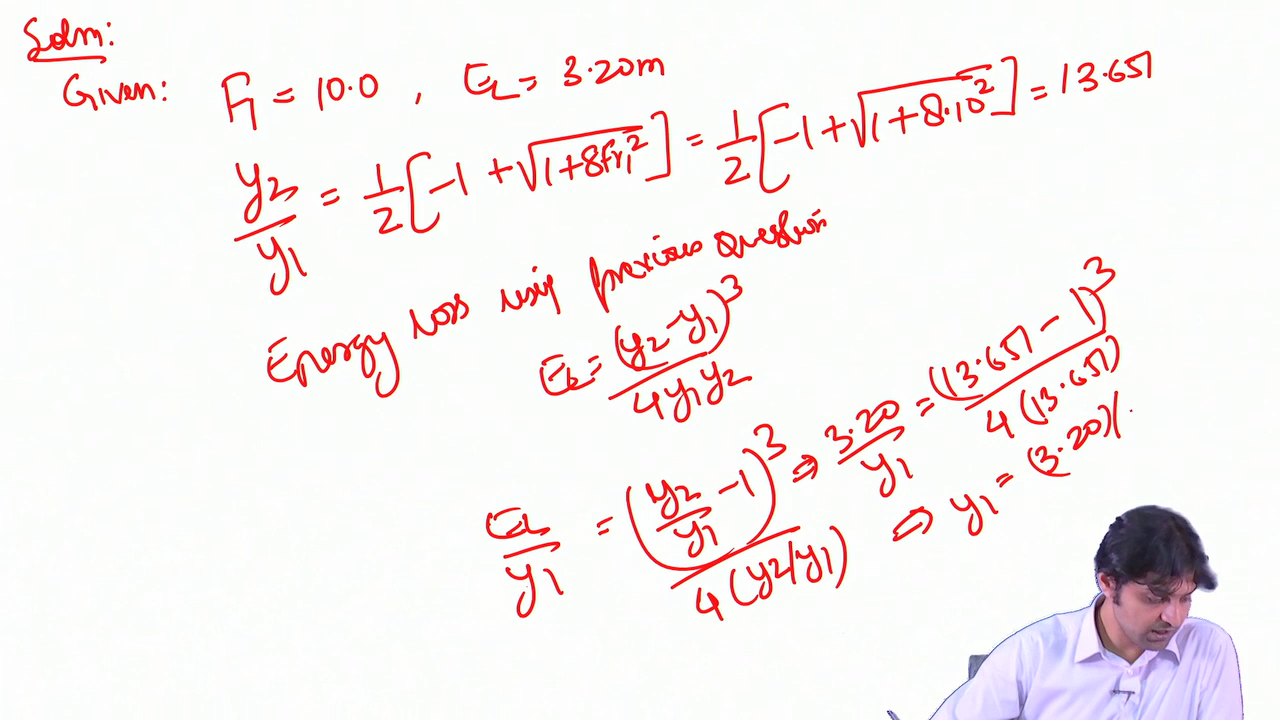 Soln:
Given: F1 = 10.0 , EL = 3.20m
y2/y1 = 1/2[-1 + √(1+8Fr1²)] = 1/2[-1 + √(1+8.10²)] = 13.651
Energy loss using previous question
EL = (y2-y1)³/4y1y2
EL/y1 = (y2/y1 - 1)³/4(y2/y1) ⇒ 3.20/y1 = (13.651 - 1)³/4(13.651)
⇒ y1 = (3.20)/